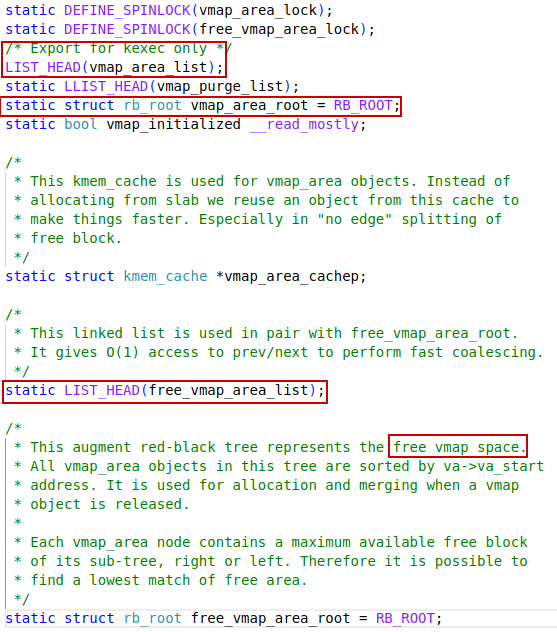 static DEFINE_SPINLOCK(vmap_area_lock);
static DEFINE_SPINLOCK(free_vmap_area_lock);
/* Export for kexec only */
LIST_HEAD(vmap_area_list);
static LLIST_HEAD(vmap_purge_list);
static struct rb_root vmap_area_root = RB_ROOT;
static bool vmap_initialized __read_mostly;

/*
 * This kmem_cache is used for vmap_area objects. Instead of
 * allocating from slab we reuse an object from this cache to
 * make things faster. Especially in "no edge" splitting of
 * free block.
 */
static struct kmem_cache *vmap_area_cachep;

/*
 * This linked list is used in pair with free_vmap_area_root.
 * It gives O(1) access to prev/next to perform fast coalescing.
 */
static LIST_HEAD(free_vmap_area_list);

/*
 * This augment red-black tree represents the free vmap space.
 * All vmap_area objects in this tree are sorted by va->va_start
 * address. It is used for allocation and merging when a vmap
 * object is released.
 *
 * Each vmap_area node contains a maximum available free block
 * of its sub-tree, right or left. Therefore it is possible to
 * find a lowest match of free area.
 */
static struct rb_root free_vmap_area_root = RB_ROOT;